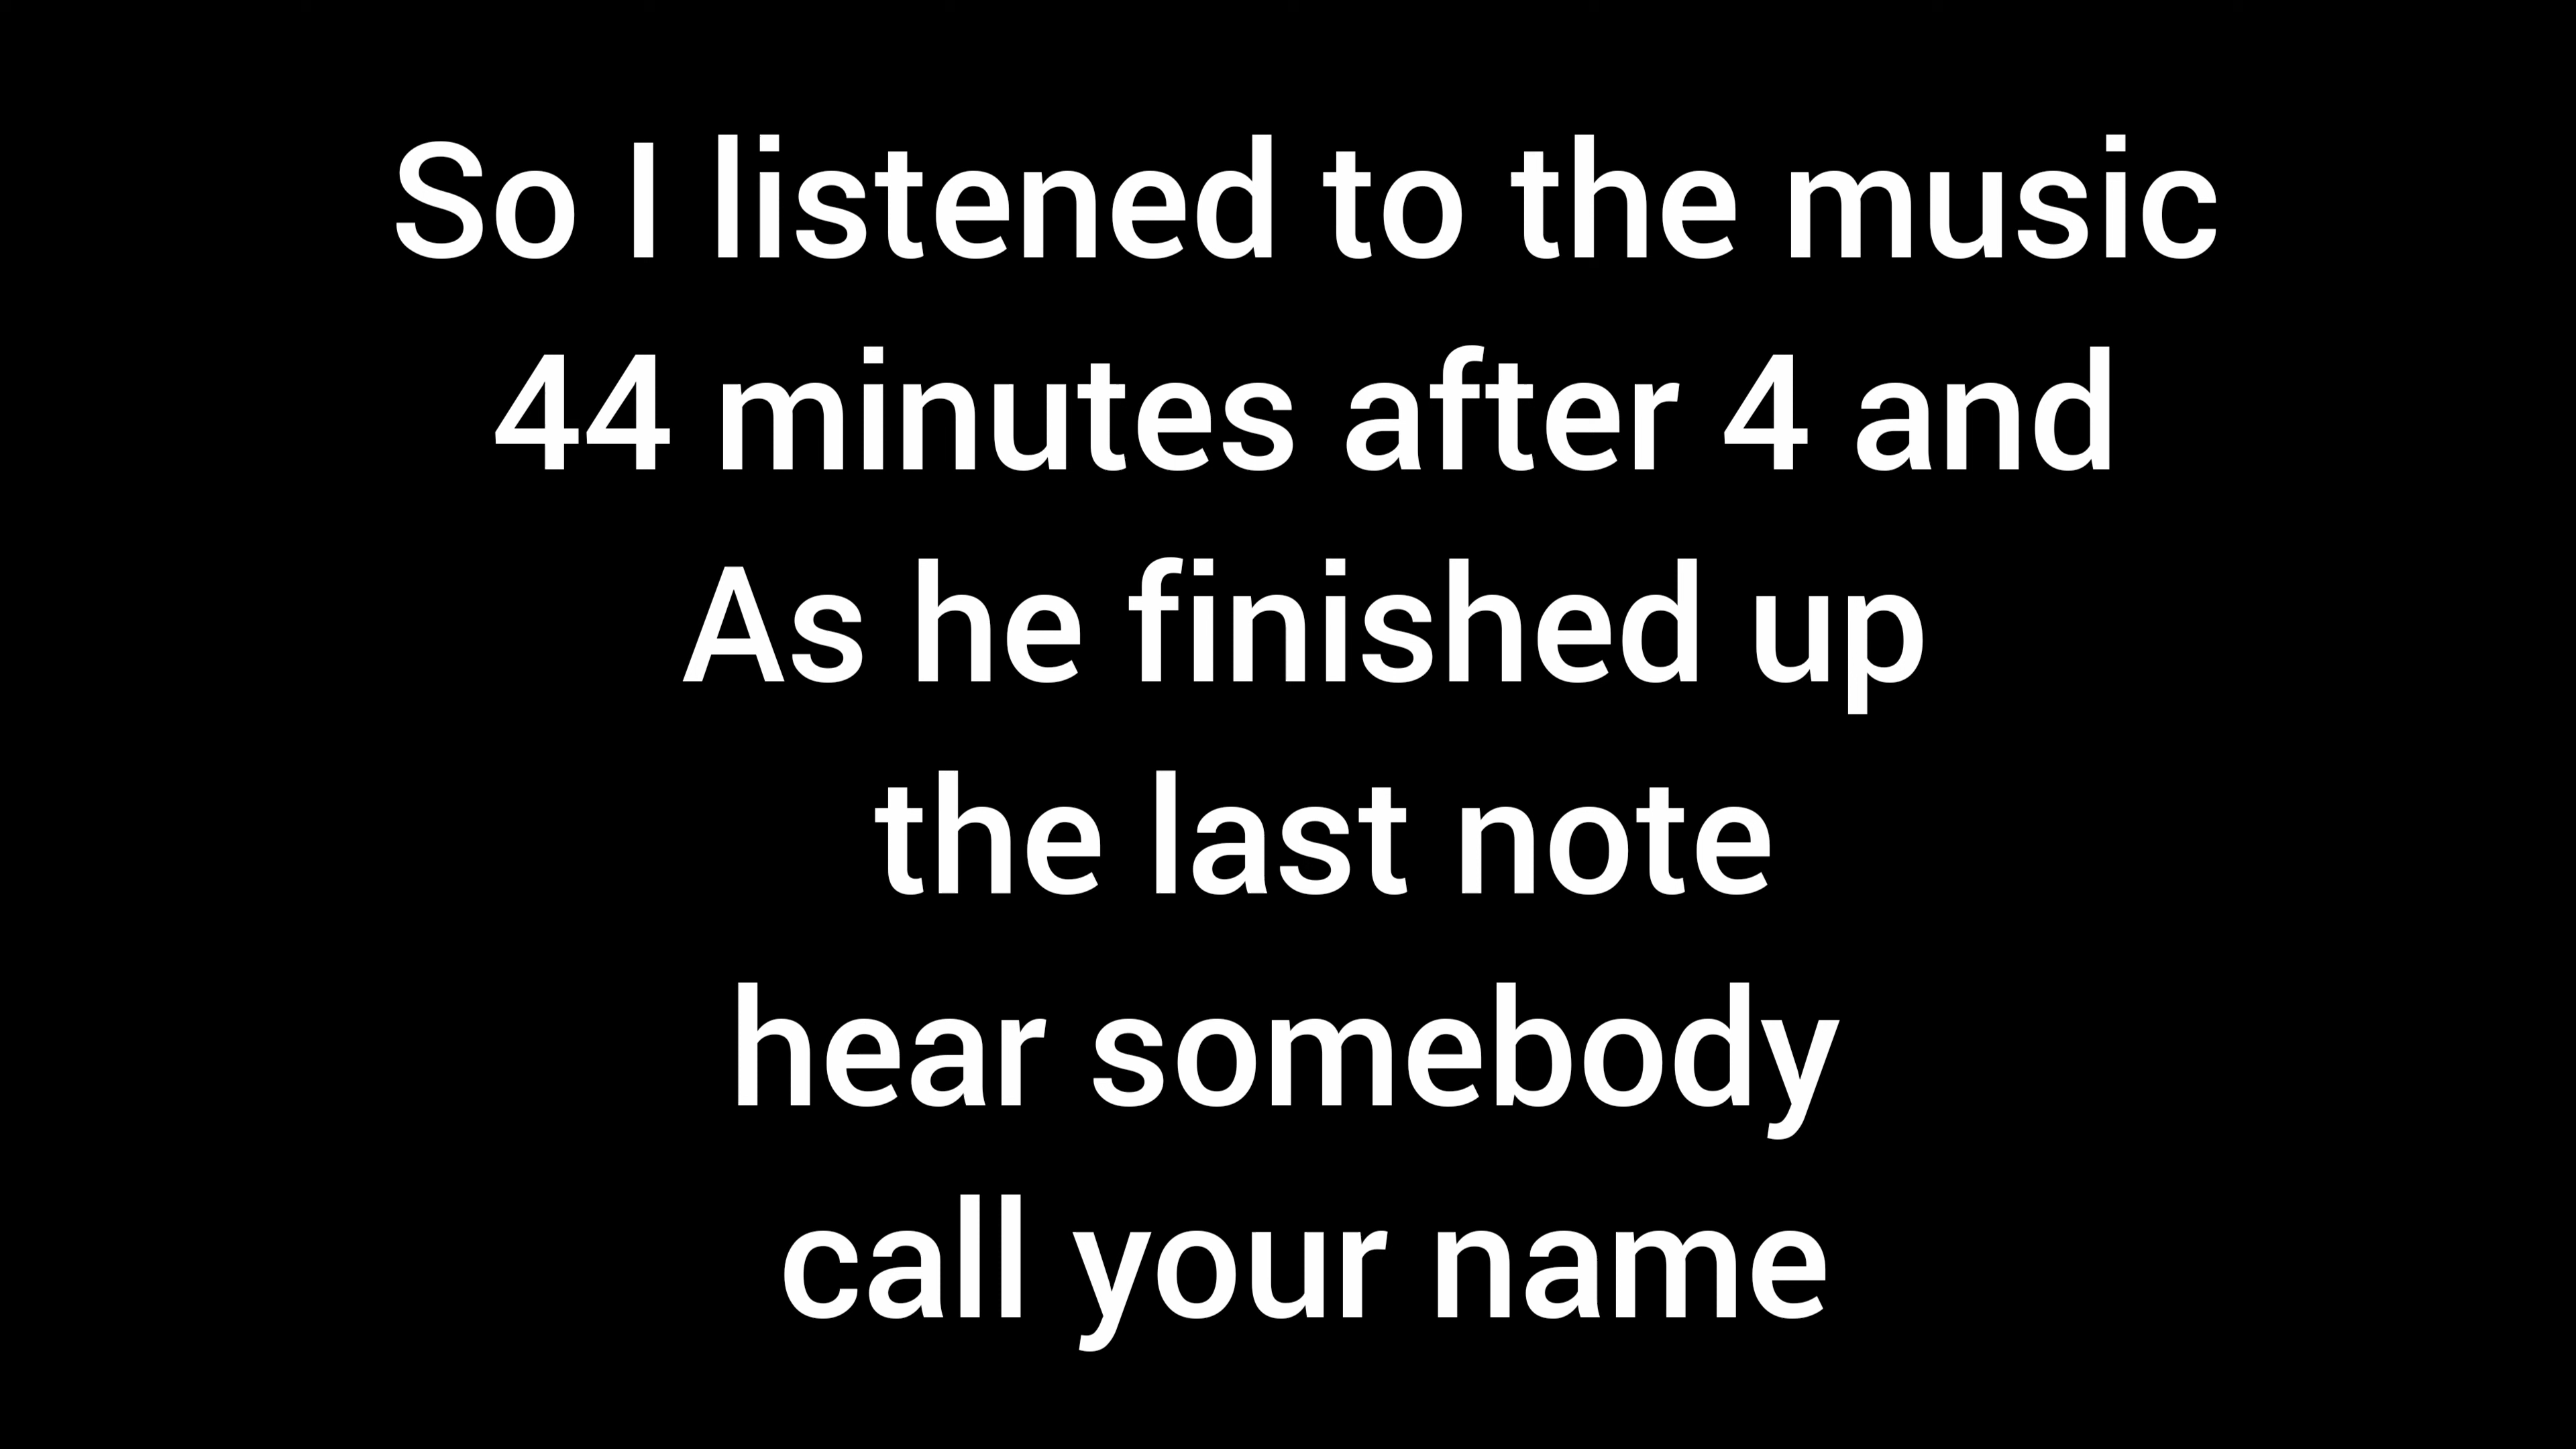 So I listened to the music
44 minutes after 4 and
As he finished up
the last note
hear somebody
call your name